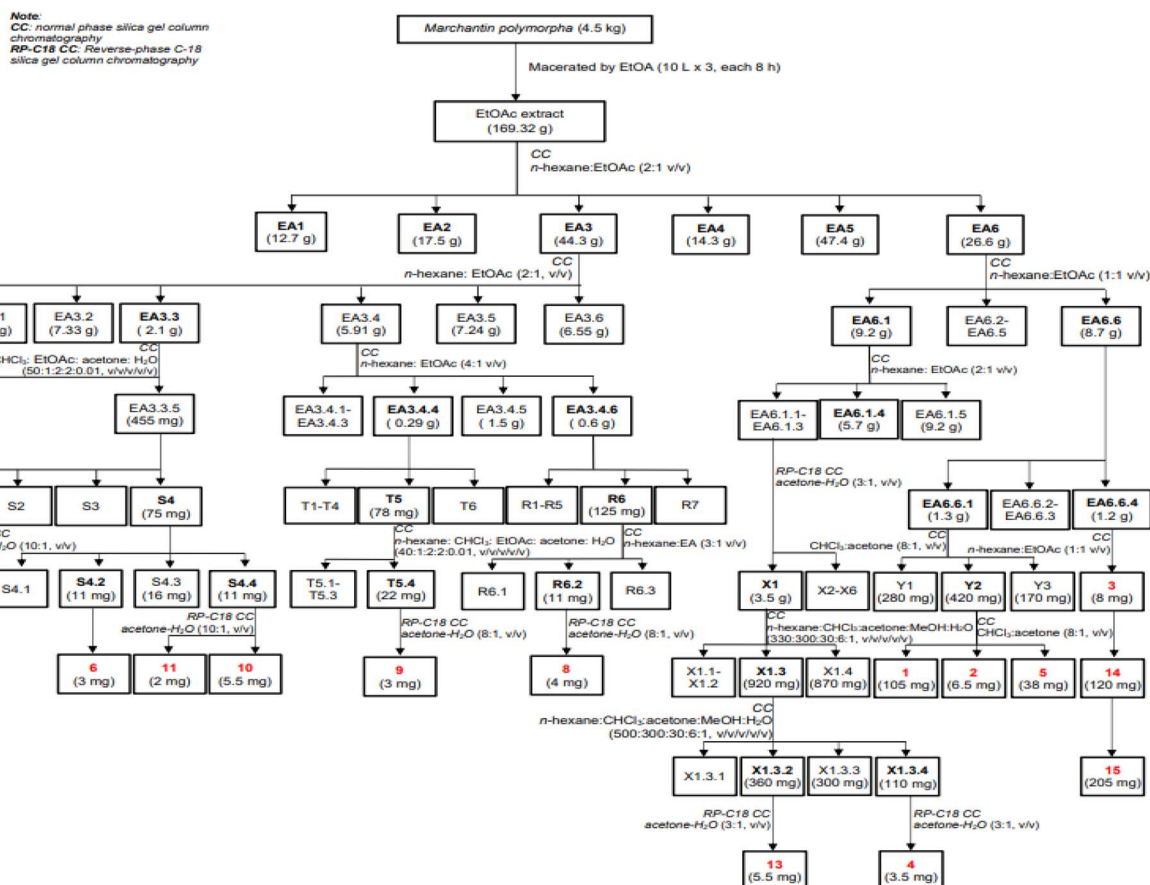 Note:
CC: normal phase silica gel column
chromatography
RP-C18 CC: Reverse-phase C-18
silica gel column chromatography
Marchantin polymorpha (4.5 kg)
Macerated by EtOA (10 L x 3, each 8 h)
EtOAc extract
(169.32 g)
CC
n-hexane:EtOAc (2:1 v/v)
EA1
(12.7 g)
EA2
(17.5 g)
EA3
(44.3 g)
EA4
(14.3 g)
EA5
(47.4 g)
EA6
(26.6 g)
CC
n-hexane: EtOAc (2:1, v/v)
CC
n-hexane:EtOAc (1:1 v/v)
1
g)
EA3.2
(7.33 g)
EA3.3
( 2.1 g)
EA3.4
(5.91 g)
EA3.5
(7.24 g)
EA3.6
(6.55 g)
EA6.1
(9.2 g)
EA6.2-
EA6.5
EA6.6
(8.7 g)
CC
CHCl₃: EtOAc: acetone: H₂O
(50:1:2:2:0.01, v/v/v/v/v)
CC
n-hexane: EtOAc (4:1 v/v)
CC
n-hexane: EtOAc (2:1 v/v)
EA3.3.5
(455 mg)
EA3.4.1-
EA3.4.3
EA3.4.4
( 0.29 g)
EA3.4.5
( 1.5 g)
EA3.4.6
( 0.6 g)
EA6.1.1-
EA6.1.3
EA6.1.4
(5.7 g)
EA6.1.5
(9.2 g)
RP-C18 CC
acetone-H₂O (3:1, v/v)
S2
S3
S4
(75 mg)
T1-T4
T5
(78 mg)
T6
R1-R5
R6
(125 mg)
R7
EA6.6.1
(1.3 g)
EA6.6.2-
EA6.6.3
EA6.6.4
(1.2 g)
CC
H₂O (10:1, v/v)
CC
n-hexane: CHCl₃: EtOAc: acetone: H₂O
(40:1:2:2:0.01, v/v/v/v/v)
CC
n-hexane:EA (3:1 v/v)
CC
CHCl₃:acetone (8:1, v/v)
CC
n-hexane:EtOAc (1:1 v/v)
S4.1
S4.2
(11 mg)
S4.3
(16 mg)
S4.4
(11 mg)
T5.1-
T5.3
T5.4
(22 mg)
R6.1
R6.2
(11 mg)
R6.3
X1
(3.5 g)
X2-X6
Y1
(280 mg)
Y2
(420 mg)
Y3
(170 mg)
3
(8 mg)
RP-C18 CC
acetone-H₂O (10:1, v/v)
RP-C18 CC
acetone-H₂O (8:1, v/v)
RP-C18 CC
acetone-H₂O (8:1, v/v)
CC
n-hexane:CHCl₃:acetone:MeOH:H₂O
(330:300:30:6:1, v/v/v/v/v)
CC
CHCl₃:acetone (8:1, v/v)
6
(3 mg)
11
(2 mg)
10
(5.5 mg)
9
(3 mg)
8
(4 mg)
X1.1-
X1.2
X1.3
(920 mg)
X1.4
(870 mg)
1
(105 mg)
2
(6.5 mg)
5
(38 mg)
14
(120 mg)
CC
n-hexane:CHCl₃:acetone:MeOH:H₂O
(500:300:30:6:1, v/v/v/v/v)
X1.3.1
X1.3.2
(360 mg)
X1.3.3
(300 mg)
X1.3.4
(110 mg)
15
(205 mg)
RP-C18 CC
acetone-H₂O (3:1, v/v)
RP-C18 CC
acetone-H₂O (3:1, v/v)
13
(5.5 mg)
4
(3.5 mg)